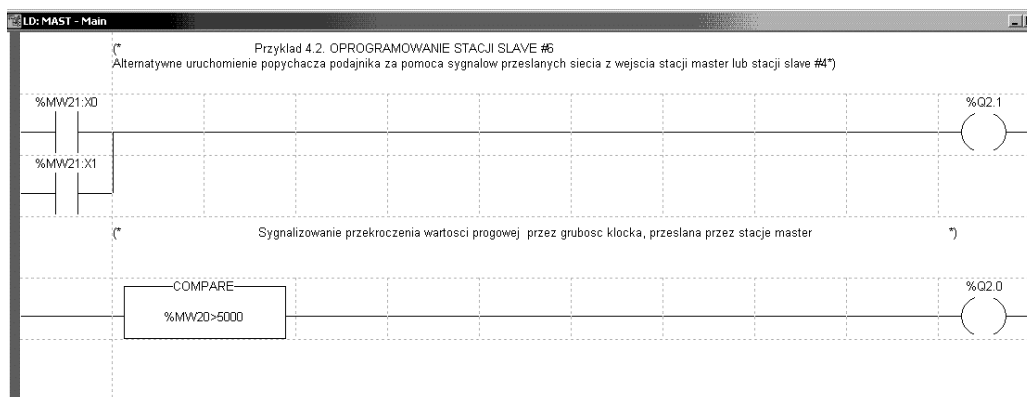 LD: MAST - Main
(* Przyklad 4.2. OPROGRAMOWANIE STACJI SLAVE #6
Alternatywne uruchomienie popychacza podajnika za pomoca sygnalow przeslanych siecia z wejscia stacji master lub stacji slave #4*)
%MW21:X0 %Q2.1
%MW21:X1
(* Sygnalizowanie przekroczenia wartosci progowej przez grubosc klocka, przeslana przez stacje master *)
COMPARE %Q2.0
%MW20>5000